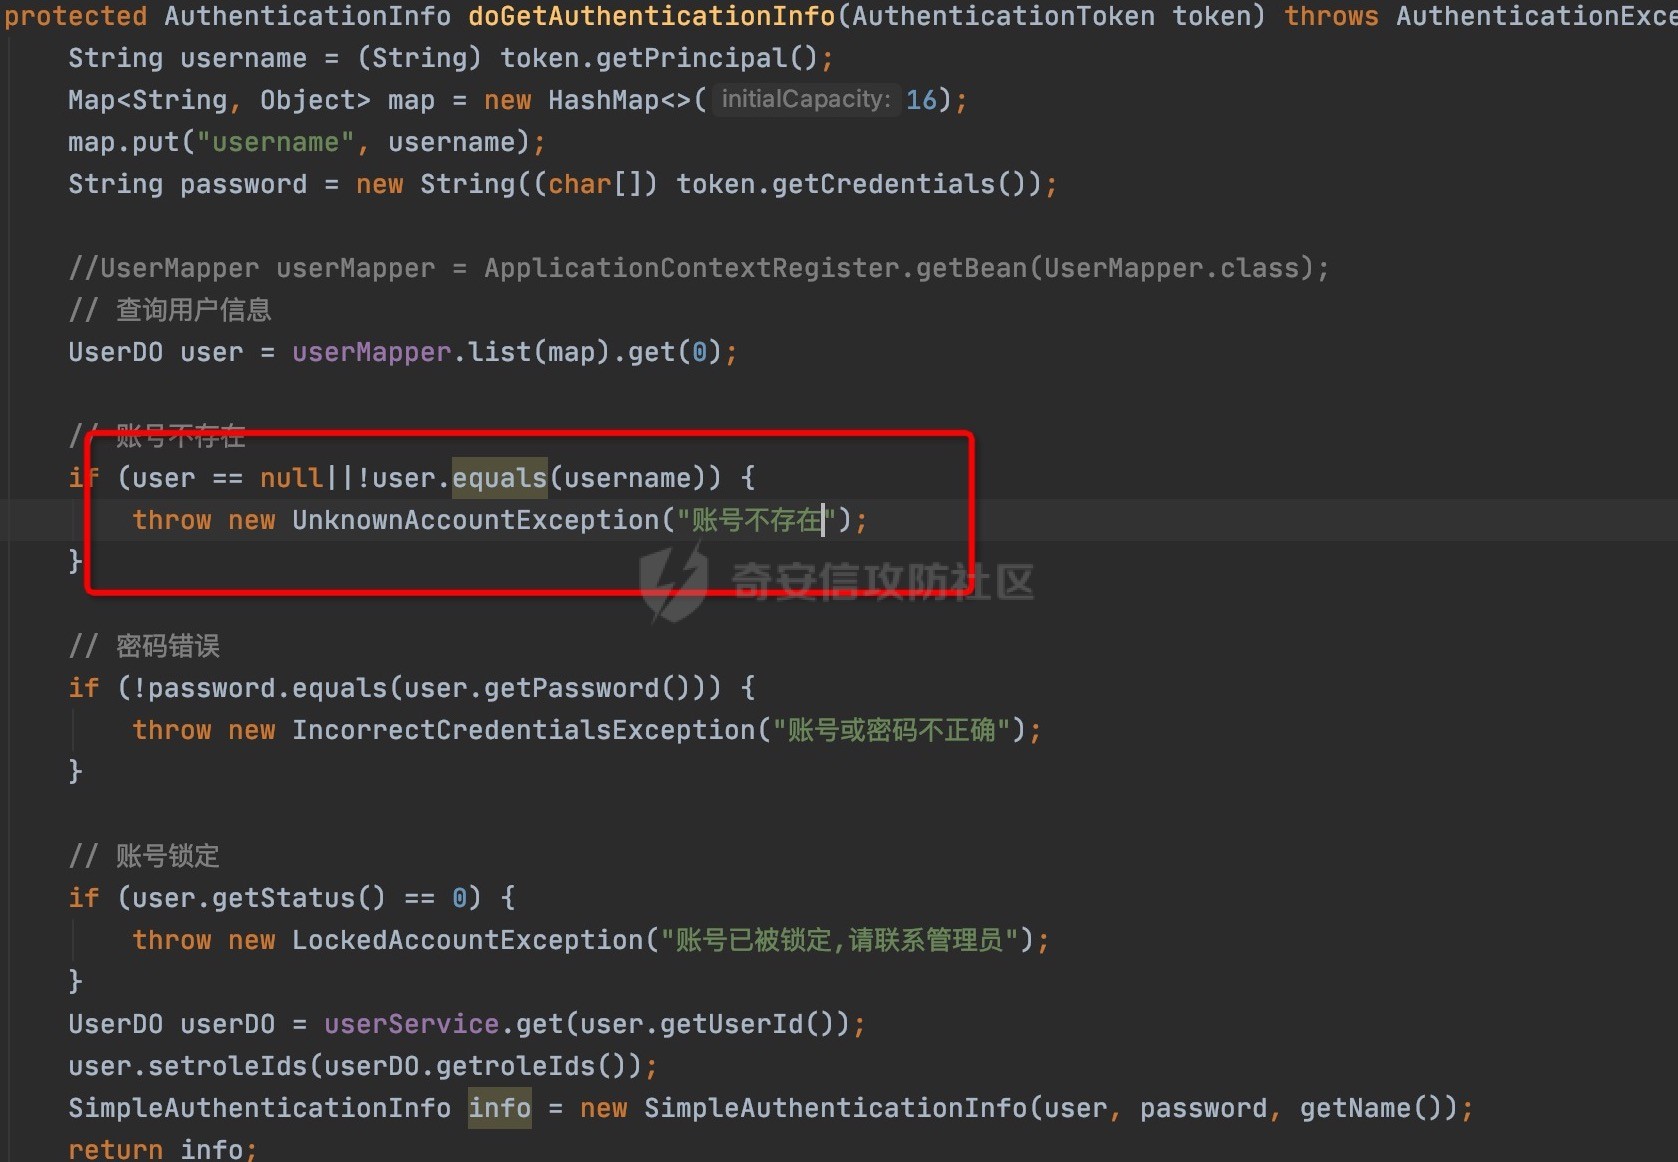 protected AuthenticationInfo doGetAuthenticationInfo(AuthenticationToken token) throws AuthenticationExce
String username = (String) token.getPrincipal();
Map<String, Object> map = new HashMap<>( initialCapacity: 16);
map.put("username", username);
String password = new String((char[]) token.getCredentials());
//UserMapper userMapper = ApplicationContextRegister.getBean(UserMapper.class);
// 查询用户信息
UserDO user = userMapper.list(map).get(0);
// 账号不存在
if (user == null||!user.equals(username)) {
throw new UnknownAccountException("账号不存在");
}
奇安信攻防社区
// 密码错误
if (!password.equals(user.getPassword())) {
throw new IncorrectCredentialsException("账号或密码不正确");
}
// 账号锁定
if (user.getStatus() == 0) {
throw new LockedAccountException("账号已被锁定,请联系管理员");
}
UserDO userDO = userService.get(user.getUserId());
user.setroleIds(userDO.getroleIds());
SimpleAuthenticationInfo info = new SimpleAuthenticationInfo(user, password, getName());
return info;